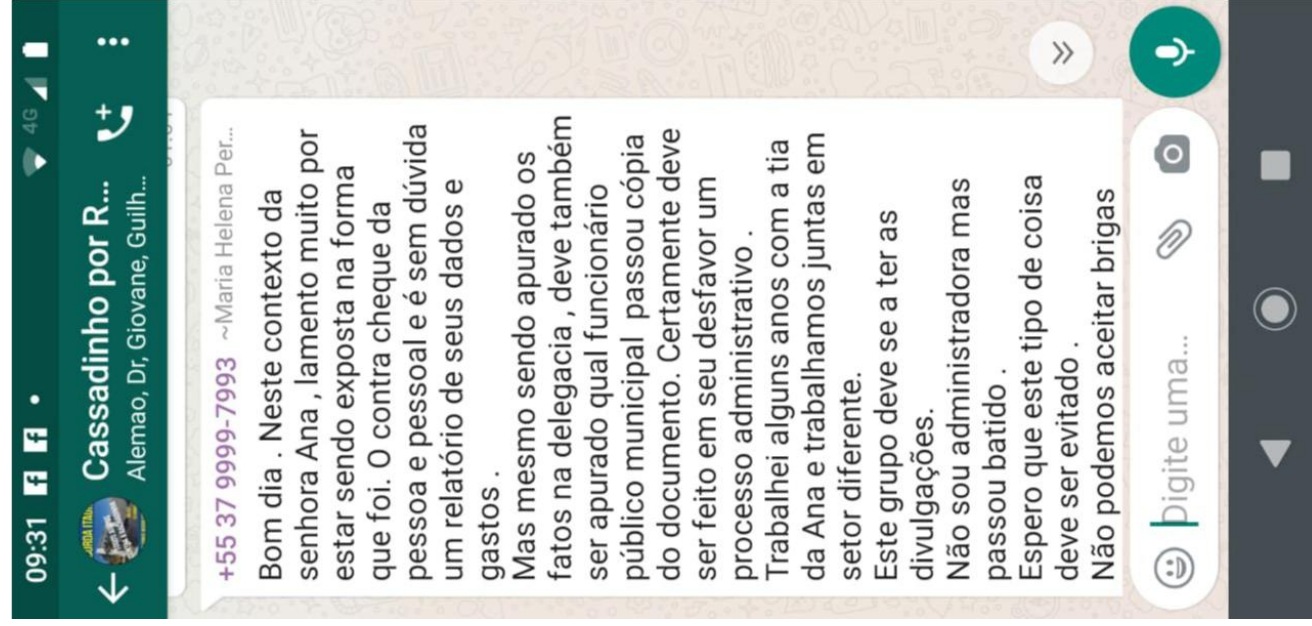 09:31
4G
Cassadinho por R...
Alemao, Dr, Giovane, Guilh...
+55 37 9999-7993 ~Maria Helena Per...
Bom dia . Neste contexto da
senhora Ana , lamento muito por
estar sendo exposta na forma
que foi. O contra cheque da
pessoa e pessoal e é sem dúvida
um relatório de seus dados e
gastos .
Mas mesmo sendo apurado os
fatos na delegacia , deve também
ser apurado qual funcionário
público municipal passou cópia
do documento. Certamente deve
ser feito em seu desfavor um
processo administrativo .
Trabalhei alguns anos com a tia
da Ana e trabalhamos juntas em
setor diferente.
Este grupo deve se a ter as
divulgações.
Não sou administradora mas
passou batido .
Espero que este tipo de coisa
deve ser evitado .
Não podemos aceitar brigas
Digite uma...